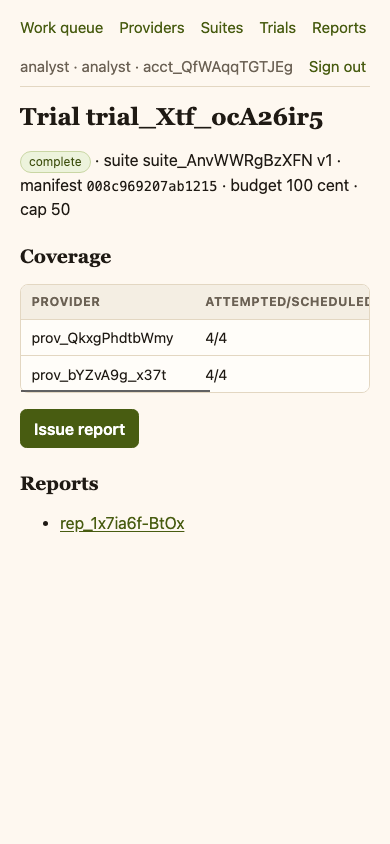 Work queue Providers Suites Trials Reports
analyst · analyst · acct_QfWAqqTGTJEg Sign out
Trial trial_Xtf_ocA26ir5
complete · suite suite_AnvWWRgBzXFN v1 ·
manifest 008c969207ab1215 · budget 100 cent ·
cap 50
Coverage
PROVIDER ATTEMPTED/SCHEDULED
prov_QkxgPhdtbWmy 4/4
prov_bYZvA9g_x37t 4/4
Issue report
Reports
rep_1x7ia6f-BtOx